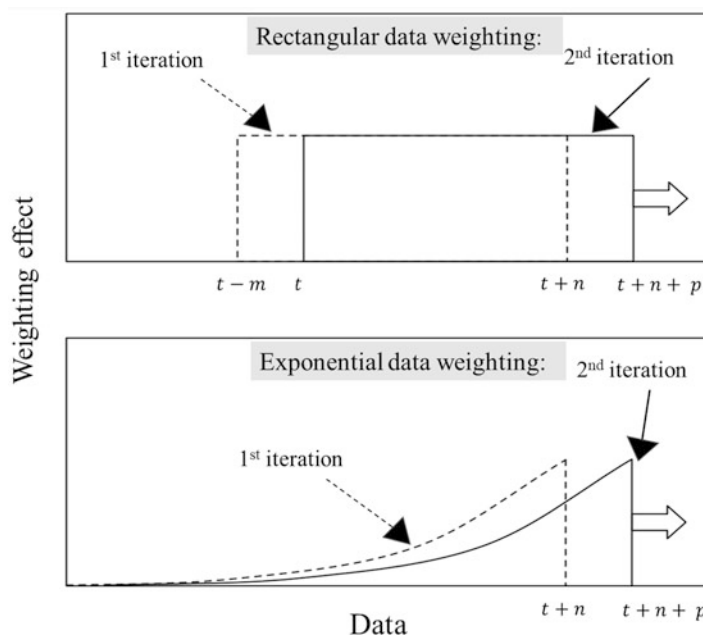 Rectangular data weighting:
1st iteration
2nd iteration
t − m
t
t + n
t + n + p
Weighting effect
Exponential data weighting:
2nd iteration
1st iteration
t + n
t + n + p
Data